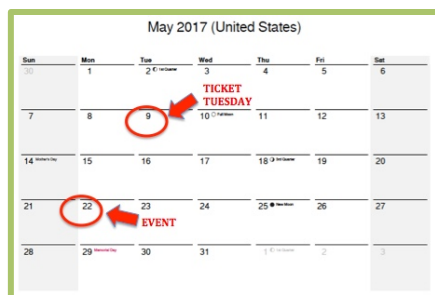 May 2017 (United States)
Sun Mon Tue Wed Thu Fri Sat
30 1 2 1st Quarter 3 4 5 6
TICKET
TUESDAY
7 8 9 10 Full Moon 11 12 13
14 Mother's Day 15 16 17 18 3rd Quarter 19 20
21 22 23 24 25 New Moon 26 27
EVENT
28 29 Memorial Day 30 31 1 1st Quarter 2 3